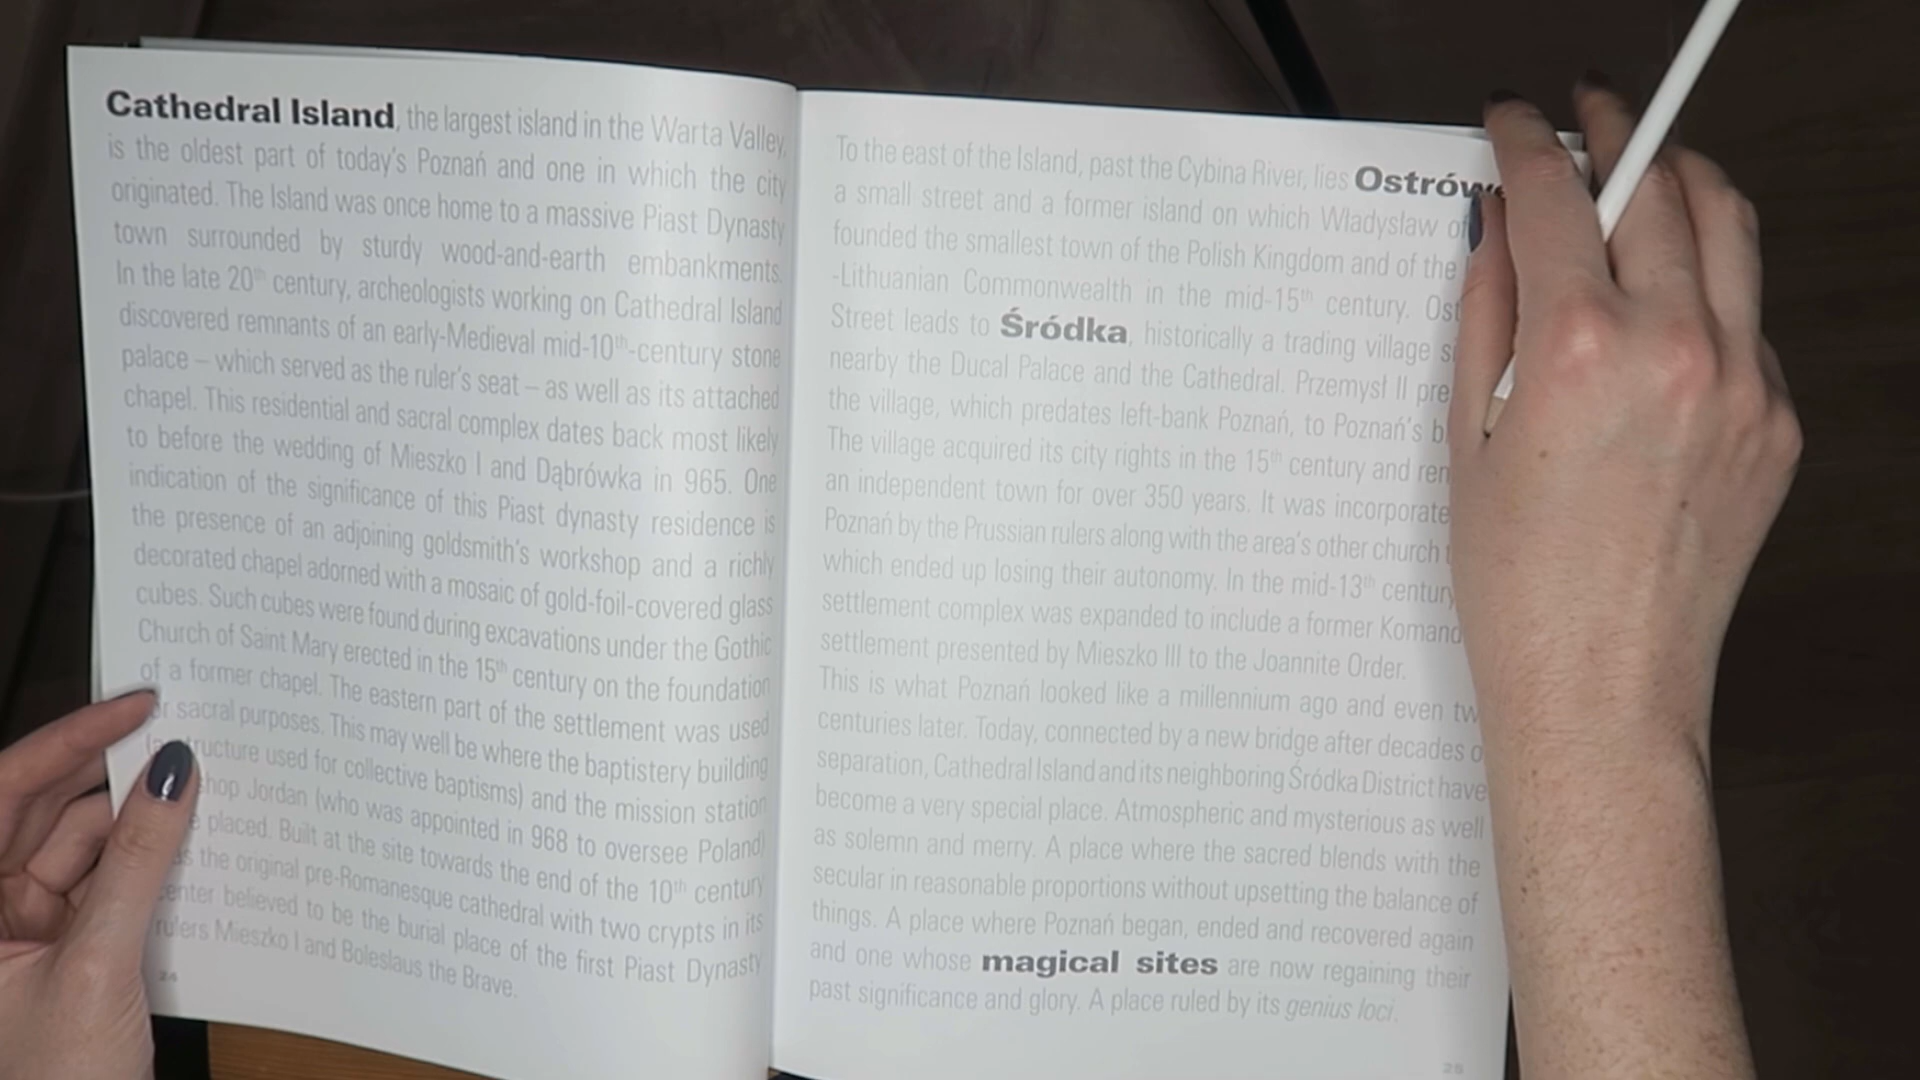 Cathedral Island, the largest island in the Warta Valley,
is the oldest part of today's Poznań and one in which the city
originated. The Island was once home to a massive Piast Dynasty
town surrounded by sturdy wood-and-earth embankments.
In the late 20th century, archeologists working on Cathedral Island
discovered remnants of an early-Medieval mid-10th-century stone
palace – which served as the ruler's seat – as well as its attached
chapel. This residential and sacral complex dates back most likely
to before the wedding of Mieszko I and Dąbrówka in 965. One
indication of the significance of this Piast dynasty residence is
the presence of an adjoining goldsmith's workshop and a richly
decorated chapel adorned with a mosaic of gold-foil-covered glass
cubes. Such cubes were found during excavations under the Gothic
Church of Saint Mary erected in the 15th century on the foundation
of a former chapel. The eastern part of the settlement was used
sacral purposes. This may well be where the baptistery building
structure used for collective baptisms) and the mission station
Jordan (who was appointed in 968 to oversee Poland)
placed. Built at the site towards the end of the 10th century
the original pre-Romanesque cathedral with two crypts in its
center believed to be the burial place of the first Piast Dynasty
rulers Mieszko I and Boleslaus the Brave.
24
To the east of the Island, past the Cybina River, lies
a small street and a former island on which Władysław
founded the smallest town of the Polish Kingdom and of the
-Lithuanian Commonwealth in the mid-15th century.
Street leads to Śródka, historically a trading village
nearby the Ducal Palace and the Cathedral. Przemysł II
the village, which predates left-bank Poznań, to Poznań's
The village acquired its city rights in the 15th century and
an independent town for over 350 years. It was
Poznań by the Prussian rulers along with the area's other church
which ended up losing their autonomy. In the mid-13th
settlement complex was expanded to include a former
settlement presented by Mieszko III to the Joannite Order.
This is what Poznań looked like a millennium ago and even
centuries later. Today, connected by a new bridge after decades
separation, Cathedral Island and its neighboring Śródka District have
become a very special place. Atmospheric and mysterious as well
as solemn and merry. A place where the sacred blends with the
secular in reasonable proportions without upsetting the balance of
things. A place where Poznań began, ended and recovered again
and one whose magical sites are now regaining their
past significance and glory. A place ruled by its genius loci.
25